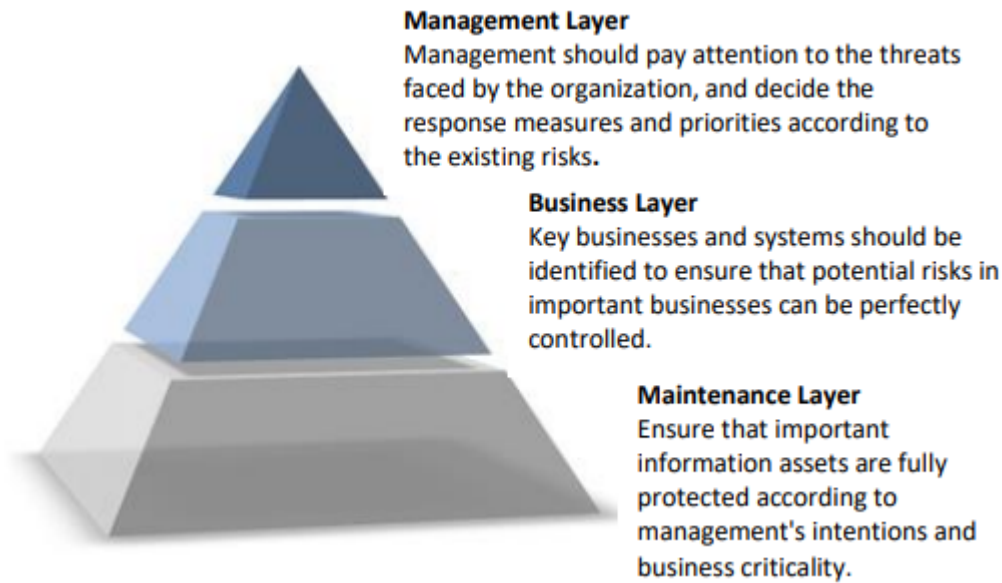 Management Layer
Management should pay attention to the threats
faced by the organization, and decide the
response measures and priorities according to
the existing risks.
Business Layer
Key businesses and systems should be
identified to ensure that potential risks in
important businesses can be perfectly
controlled.
Maintenance Layer
Ensure that important
information assets are fully
protected according to
management's intentions and
business criticality.